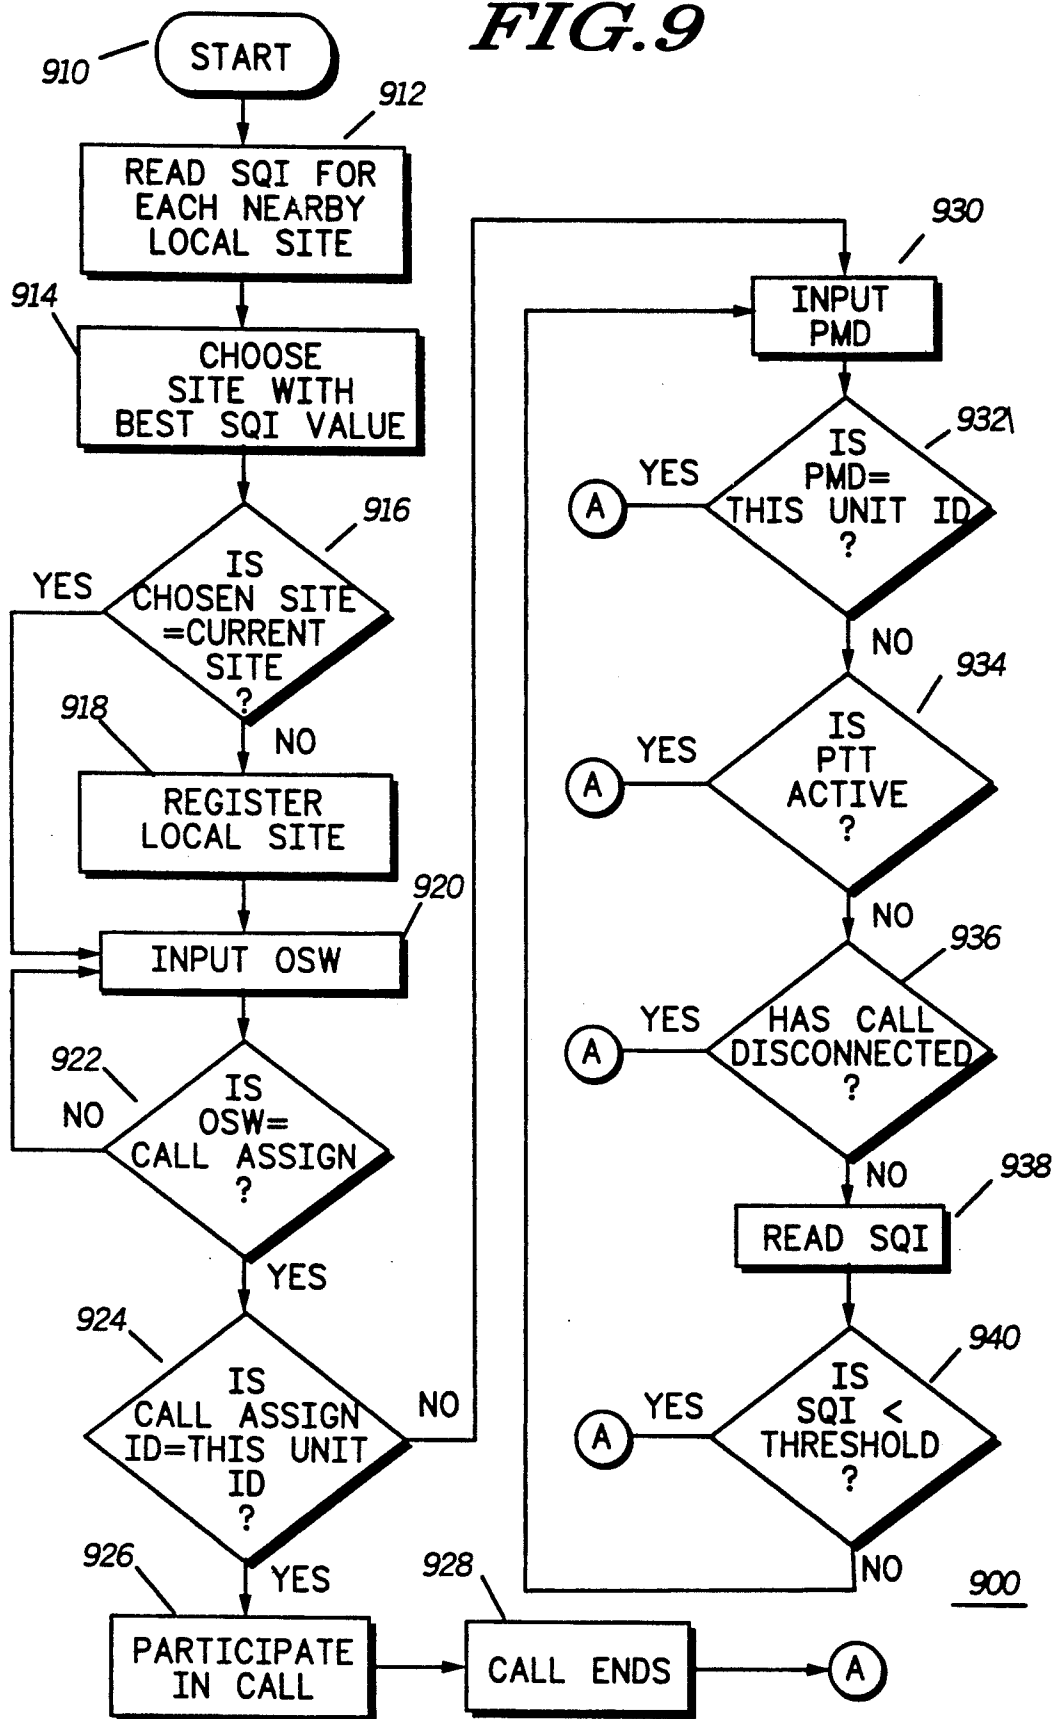 FIG.9
START
910
912
READ SQI FOR
EACH NEARBY
LOCAL SITE
914
CHOOSE
SITE WITH
BEST SQI VALUE
916
IS
CHOSEN SITE
=CURRENT
SITE
?
YES
NO
918
REGISTER
LOCAL SITE
920
INPUT OSW
922
IS
OSW=
CALL ASSIGN
?
NO
YES
924
IS
CALL ASSIGN
ID=THIS UNIT
ID
?
NO
YES
926
PARTICIPATE
IN CALL
928
CALL ENDS
A
930
INPUT
PMD
932
IS
PMD=
THIS UNIT ID
?
YES
A
NO
934
IS
PTT
ACTIVE
?
YES
A
NO
936
HAS CALL
DISCONNECTED
?
YES
A
NO
938
READ SQI
940
IS
SQI <
THRESHOLD
?
YES
A
NO
900